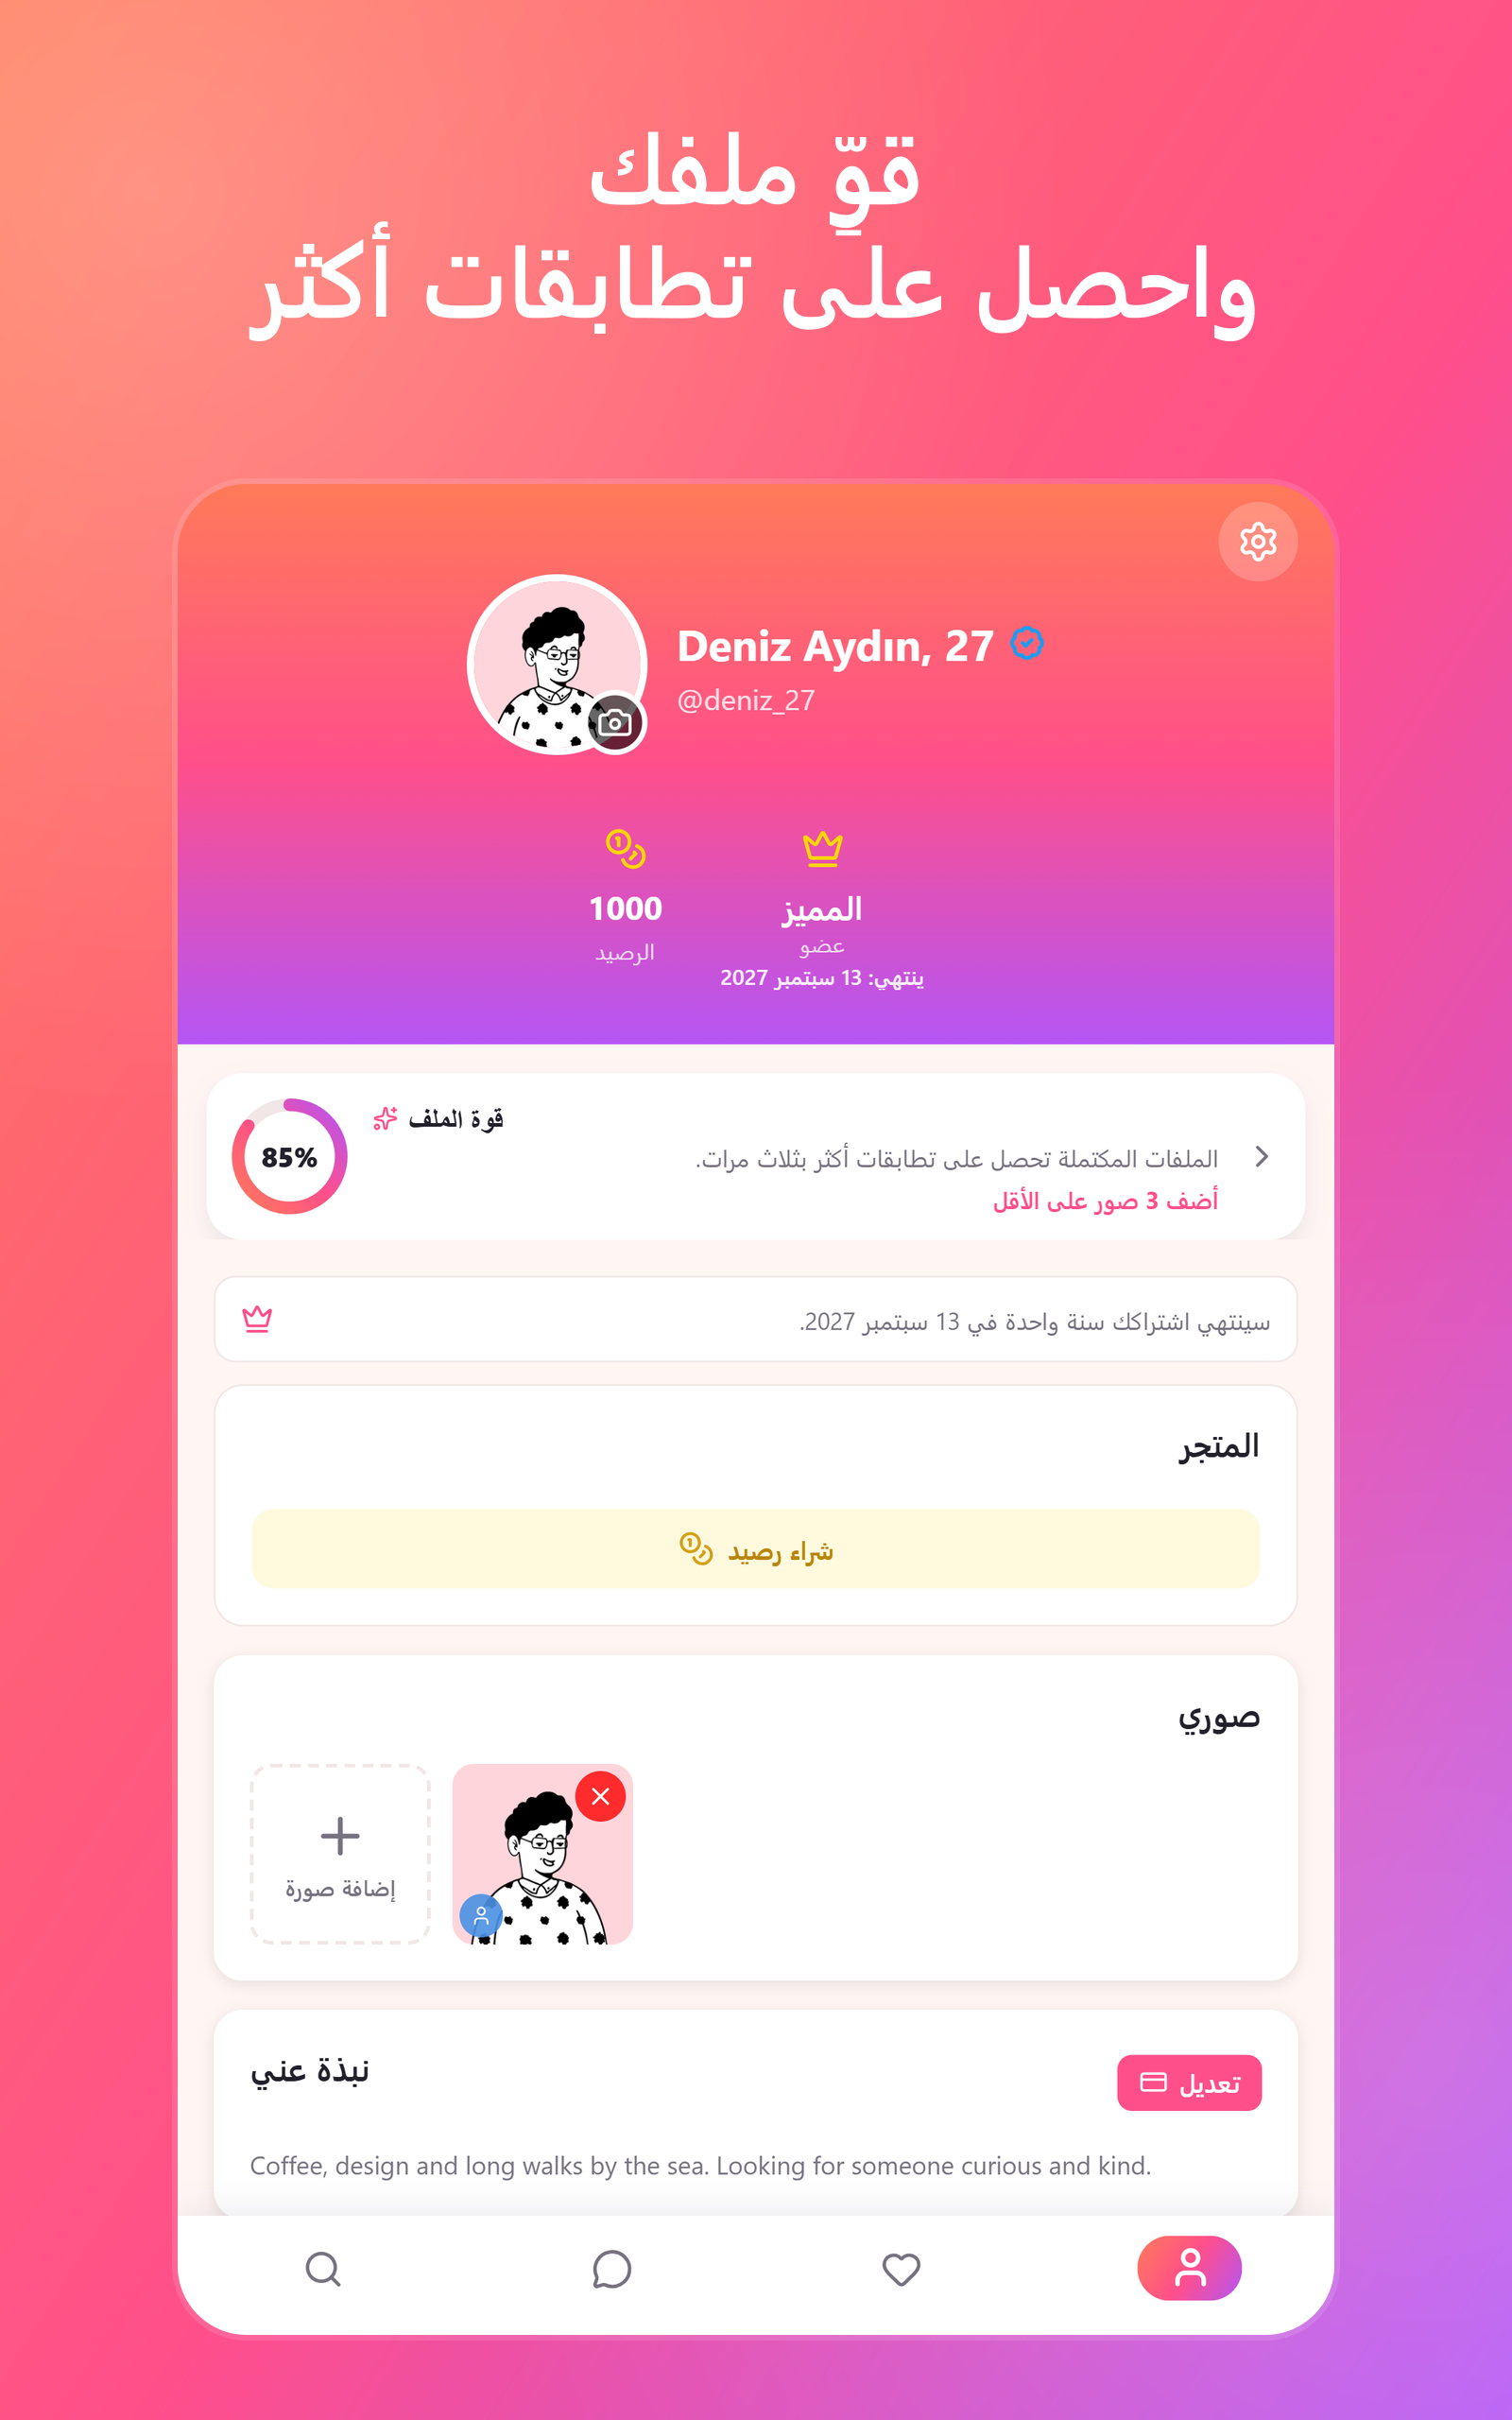 قوِّ ملفك
واحصل على تطابقات أكثر
Deniz Aydın, 27
@deniz_27
المميز
عضو
ينتهي: 13 سبتمبر 2027
1000
الرصيد
قوة الملف
85%
الملفات المكتملة تحصل على تطابقات أكثر بثلاث مرات.
أضف 3 صور على الأقل
سينتهي اشتراكك سنة واحدة في 13 سبتمبر 2027.
المتجر
شراء رصيد
صوري
إضافة صورة
نبذة عني
تعديل
Coffee, design and long walks by the sea. Looking for someone curious and kind.